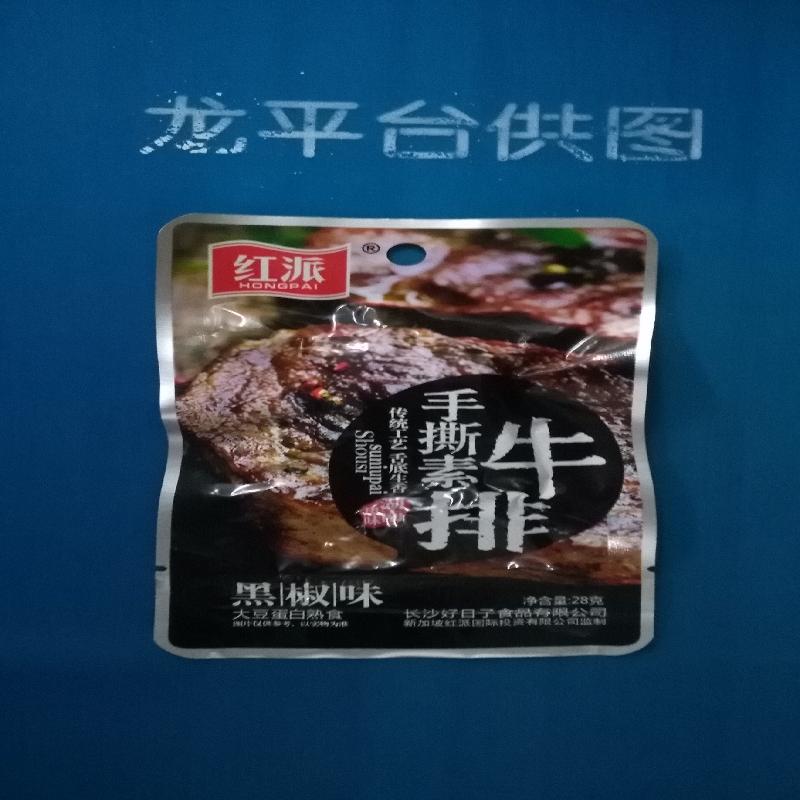 龙平台供图
红派
HONGPAI
®
手撕素
牛排
传统工艺 舌底生香
Shousi
suniupai
黑椒味
大豆蛋白熟食
图片仅供参考,以实物为准
净含量:28克
长沙好日子食品有限公司
新加坡红派国际投资有限公司监制